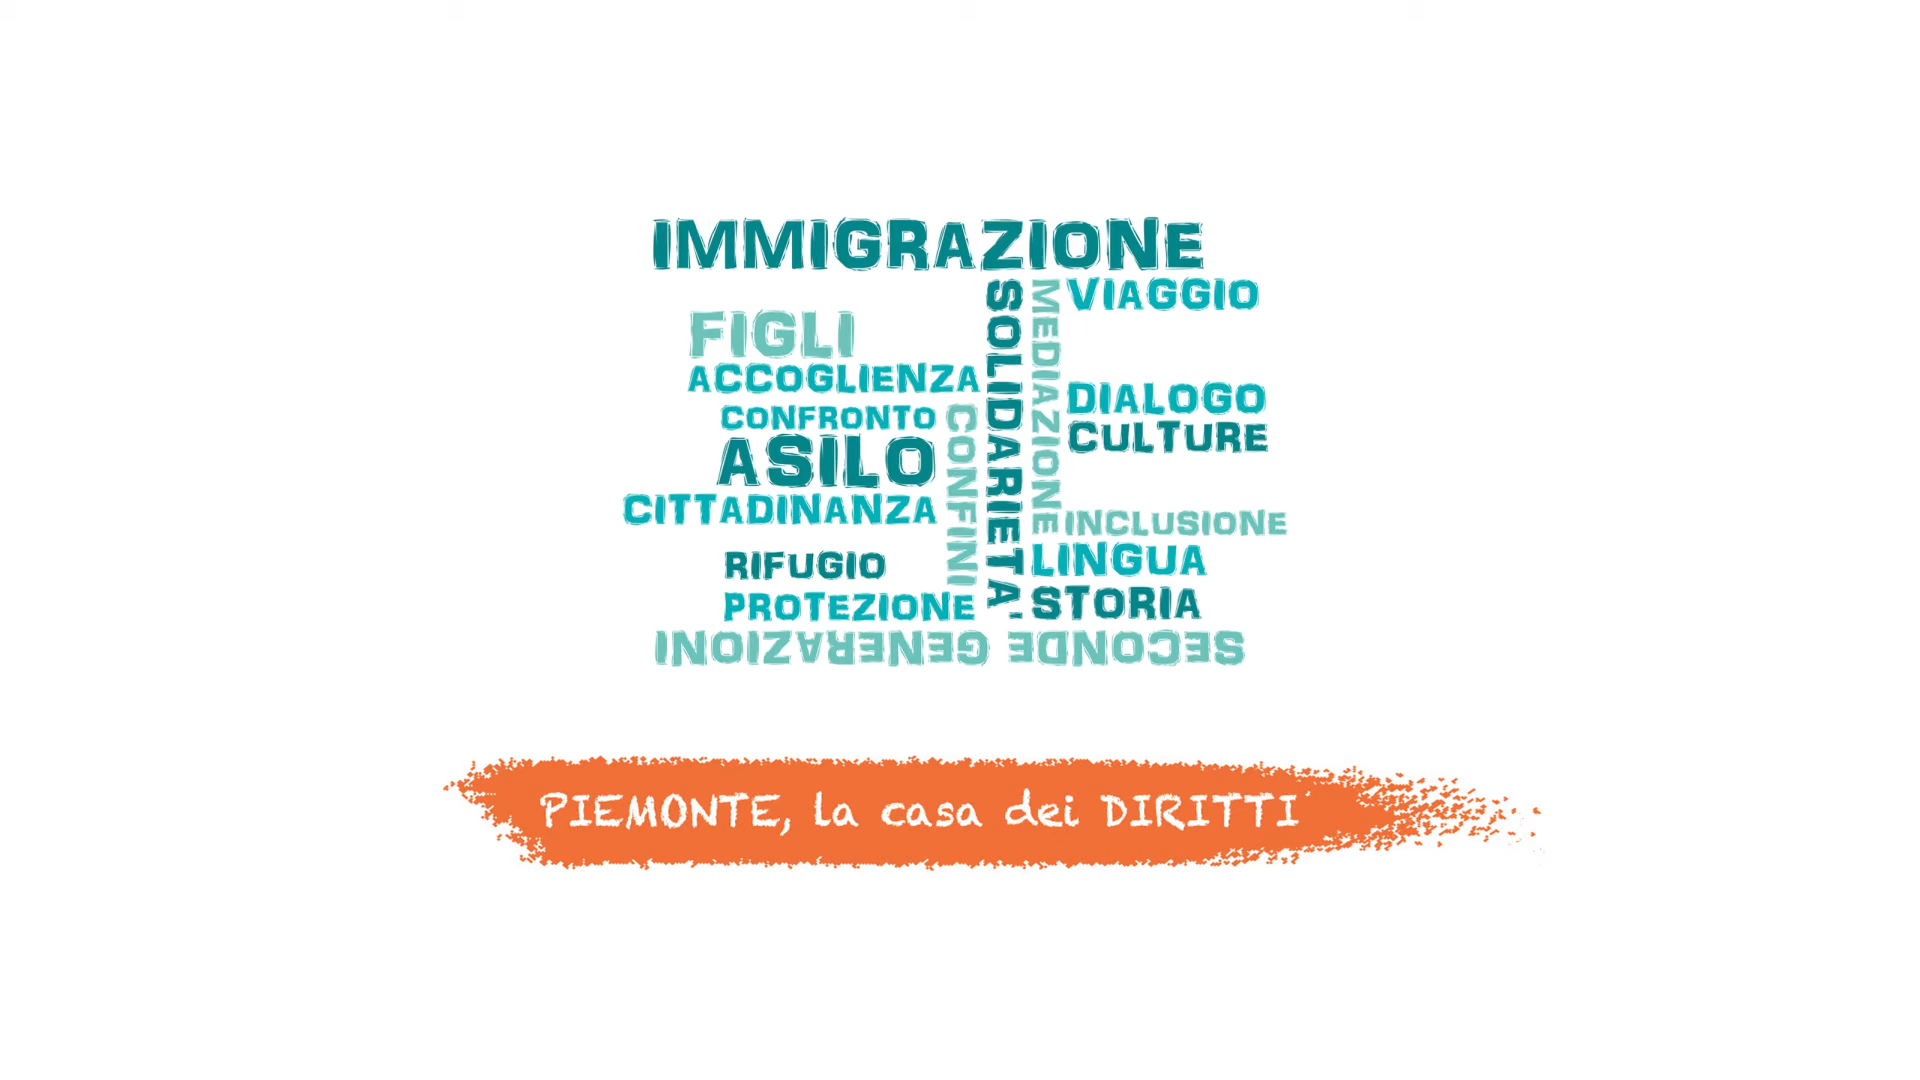 IMMIGRAZIONE
SOLIDARIETA'
MEDIAZIONE
VIAGGIO
FIGLI
ACCOGLIENZA
DIALOGO
CONFRONTO
CONFINI
CULTURE
ASILO
CITTADINANZA
INCLUSIONE
RIFUGIO
LINGUA
PROTEZIONE
STORIA
SECONDE GENERAZIONI
PIEMONTE, la casa dei DIRITTI